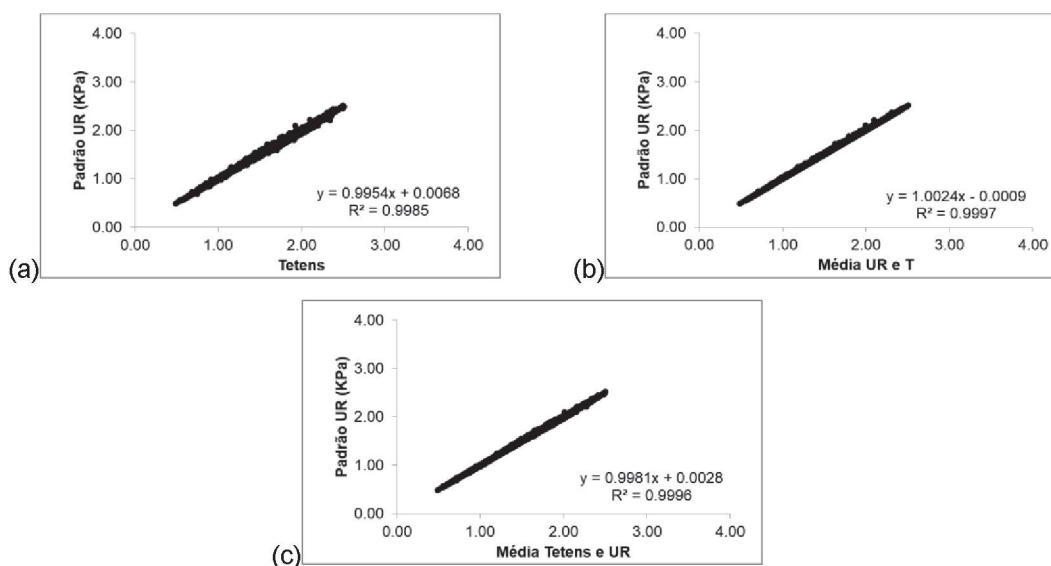 4.00
3.00
2.00
1.00
0.00
Padrão UR (KPa)
y = 0.9954x + 0.0068
R² = 0.9985
0.00 1.00 2.00 3.00 4.00
Tetens
(a)
4.00
3.00
2.00
1.00
0.00
Padrão UR (KPa)
y = 1.0024x - 0.0009
R² = 0.9997
0.00 1.00 2.00 3.00 4.00
Média UR e T
(b)
4.00
3.00
2.00
1.00
0.00
Padrão UR (KPa)
y = 0.9981x + 0.0028
R² = 0.9996
0.00 1.00 2.00 3.00 4.00
Média Tetens e UR
(c)